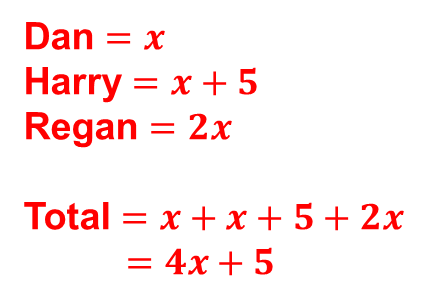 Dan = x
Harry = x + 5
Regan = 2x
Total = x + x + 5 + 2x
= 4x + 5